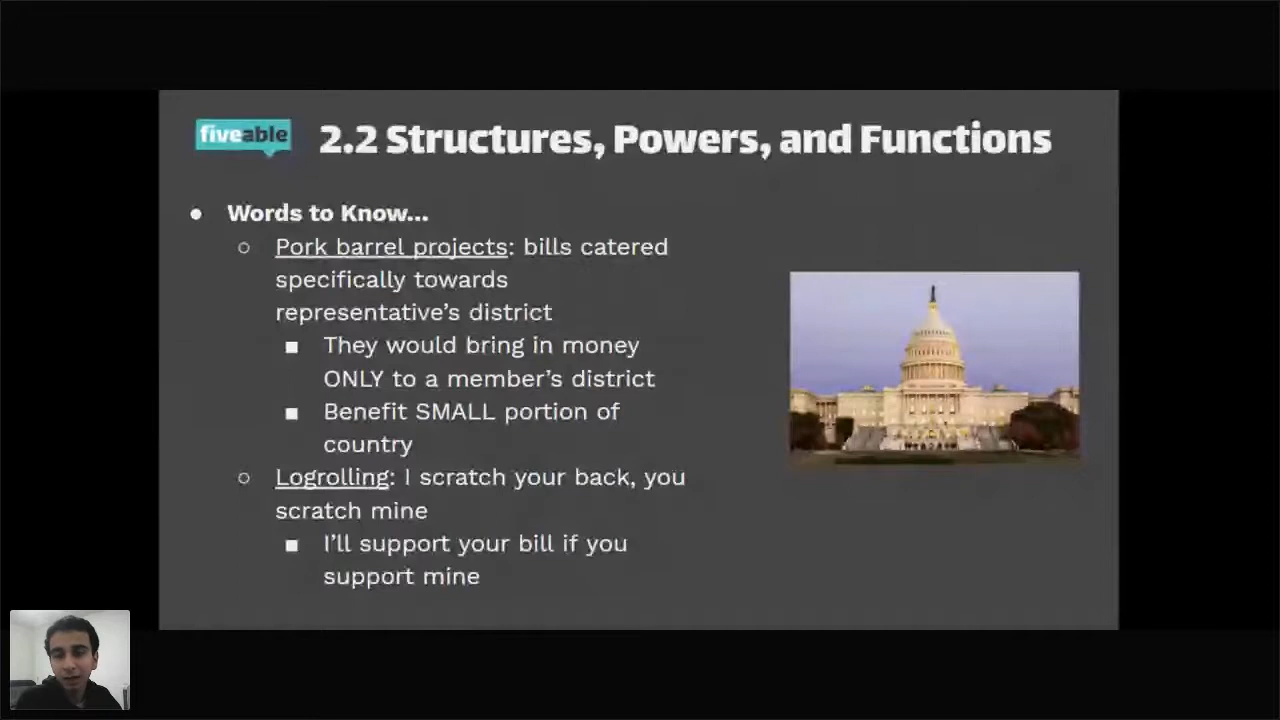 fiveable
2.2 Structures, Powers, and Functions
● Words to Know...
○ Pork barrel projects: bills catered
specifically towards
representative's district
■ They would bring in money
ONLY to a member's district
■ Benefit SMALL portion of
country
○ Logrolling: I scratch your back, you
scratch mine
■ I'll support your bill if you
support mine